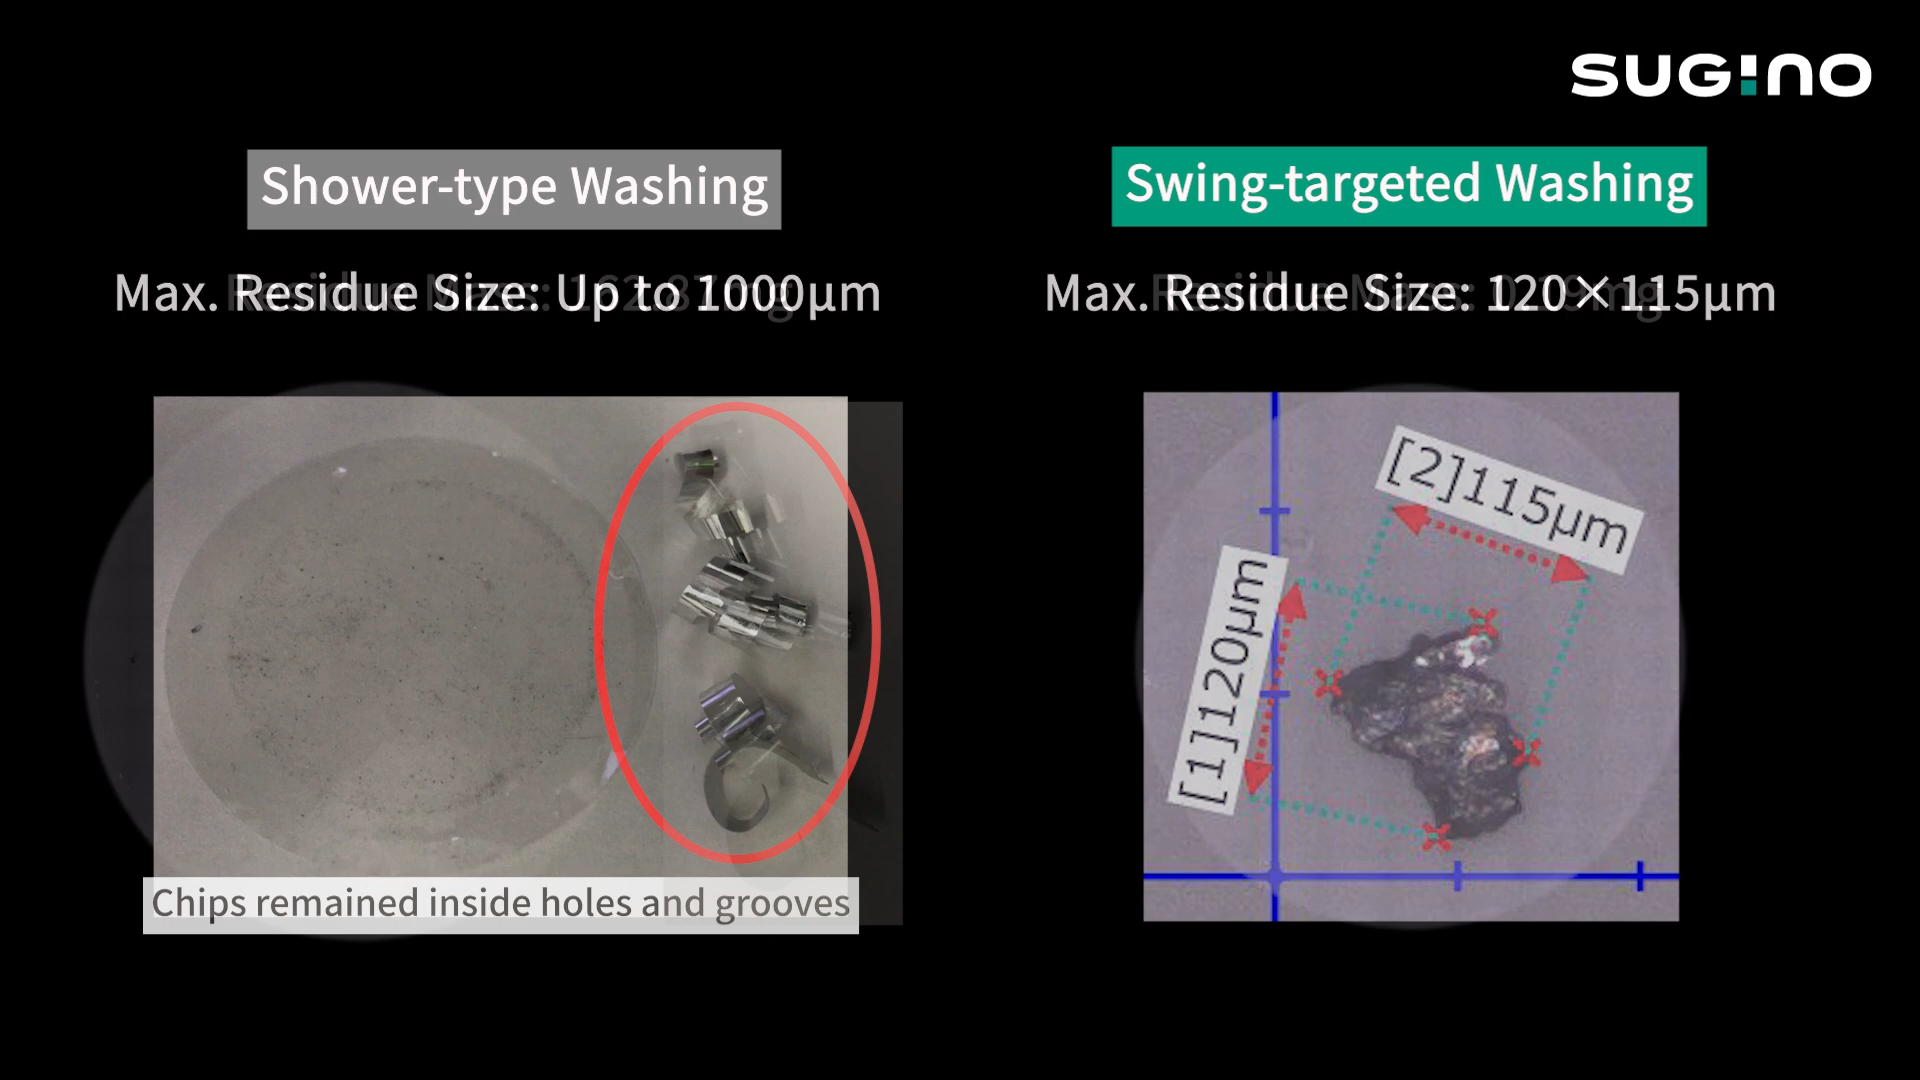 SUGINO
Shower-type Washing
Max. Residue Size: Up to 1000μm
Chips remained inside holes and grooves
Swing-targeted Washing
Max. Residue Size: 120×115μm
[2]115μm
[1]120μm